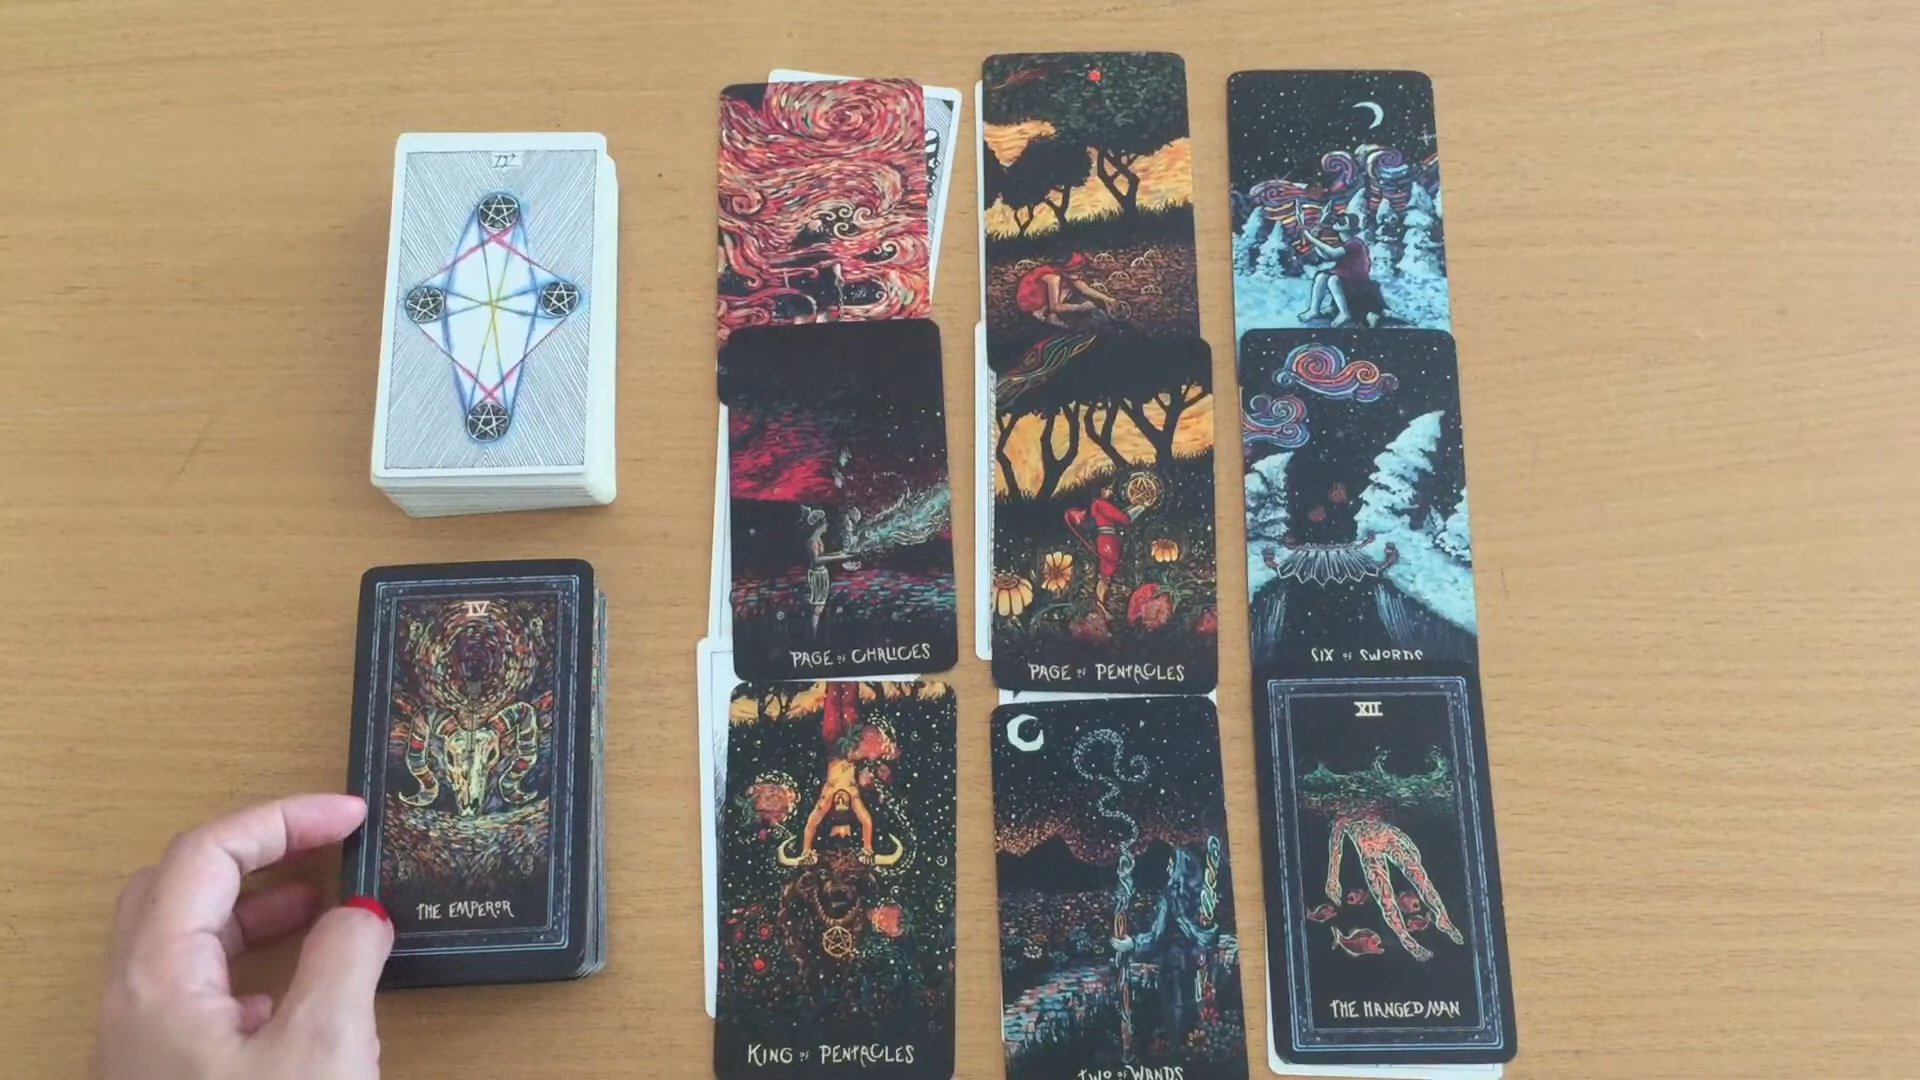 IV
THE EMPEROR
PAGE OF CHALICES
PAGE OF PENTACLES
SIX OF SWORDS
KING OF PENTACLES
TWO OF WANDS
XII
THE HANGED MAN